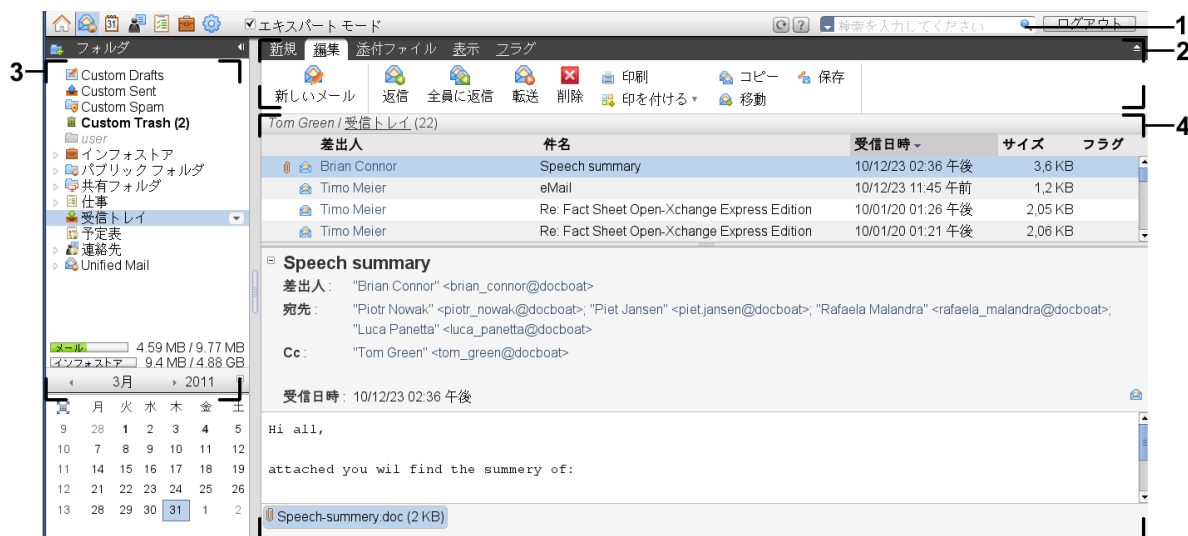 エキスパート モード
検索を入力してください
ログアウト
1
フォルダ
新規 編集 添付ファイル 表示 フラグ
2
3
Custom Drafts
Custom Sent
Custom Spam
Custom Trash (2)
user
インフォストア
パブリックフォルダ
共有フォルダ
仕事
受信トレイ
予定表
連絡先
Unified Mail
新しいメール 返信 全員に返信 転送 削除 印刷 コピー 保存
印を付ける 移動
Tom Green / 受信トレイ (22)
4
差出人 件名 受信日時 サイズ フラグ
Brian Connor Speech summary 10/12/23 02:36 午後 3,6 KB
Timo Meier eMail 10/12/23 11:45 午前 1,2 KB
Timo Meier Re: Fact Sheet Open-Xchange Express Edition 10/01/20 01:26 午後 2,05 KB
Timo Meier Re: Fact Sheet Open-Xchange Express Edition 10/01/20 01:21 午後 2,06 KB
Speech summary
差出人 : "Brian Connor" <brian_connor@docboat>
宛先 : "Piotr Nowak" <piotr_nowak@docboat>; "Piet Jansen" <piet.jansen@docboat>; "Rafaela Malandra" <rafaela_malandra@docboat>;
"Luca Panetta" <luca_panetta@docboat>
Cc : "Tom Green" <tom_green@docboat>
受信日時 : 10/12/23 02:36 午後
メール 4.59 MB / 9.77 MB
インフォストア 9.4 MB / 4.88 GB
3月 2011
月 火 水 木 金 土
9 28 1 2 3 4 5
10 7 8 9 10 11 12
11 14 15 16 17 18 19
12 21 22 23 24 25 26
13 28 29 30 31 1 2
Hi all,
attached you wil find the summery of:
Speech-summery.doc (2 KB)